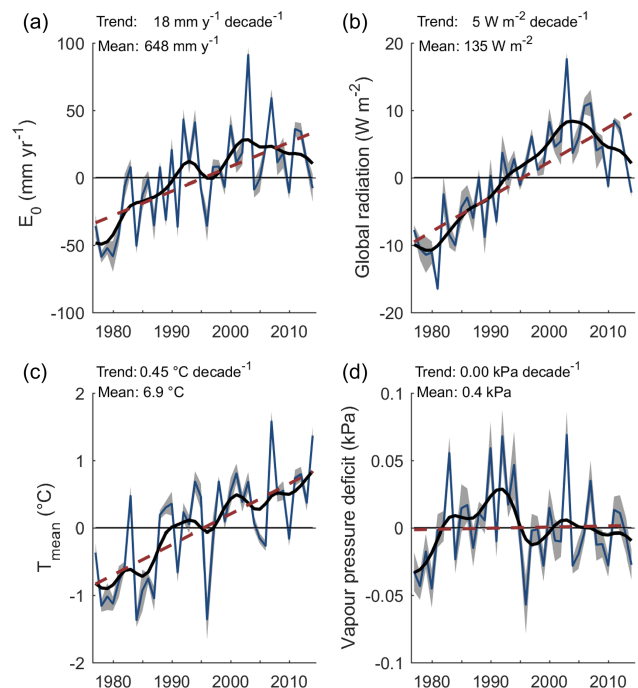 (a)
Trend: 18 mm y⁻¹ decade⁻¹
Mean: 648 mm y⁻¹
100
50
0
-50
-100
E₀ (mm yr⁻¹)
1980 1990 2000 2010
(b)
Trend: 5 W m⁻² decade⁻¹
Mean: 135 W m⁻²
20
10
0
-10
-20
Global radiation (W m⁻²)
1980 1990 2000 2010
(c)
Trend: 0.45 °C decade⁻¹
Mean: 6.9 °C
2
1
0
-1
-2
Tmean (°C)
1980 1990 2000 2010
(d)
Trend: 0.00 kPa decade⁻¹
Mean: 0.4 kPa
0.1
0.05
0
-0.05
-0.1
Vapour pressure deficit (kPa)
1980 1990 2000 2010